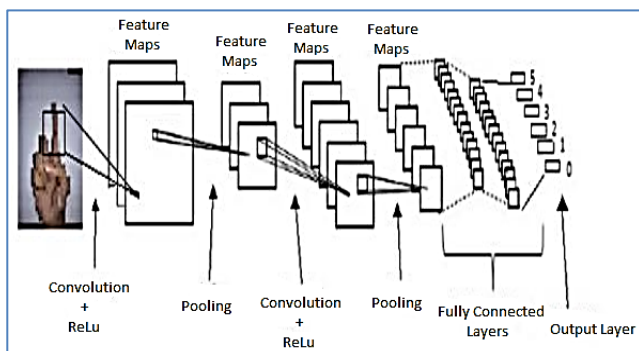 Feature
Maps
Feature
Maps
Feature
Maps
Feature
Maps
5
4
3
2
1
0
Convolution
+
ReLu
Pooling
Convolution
+
ReLu
Pooling
Fully Connected
Layers
Output Layer